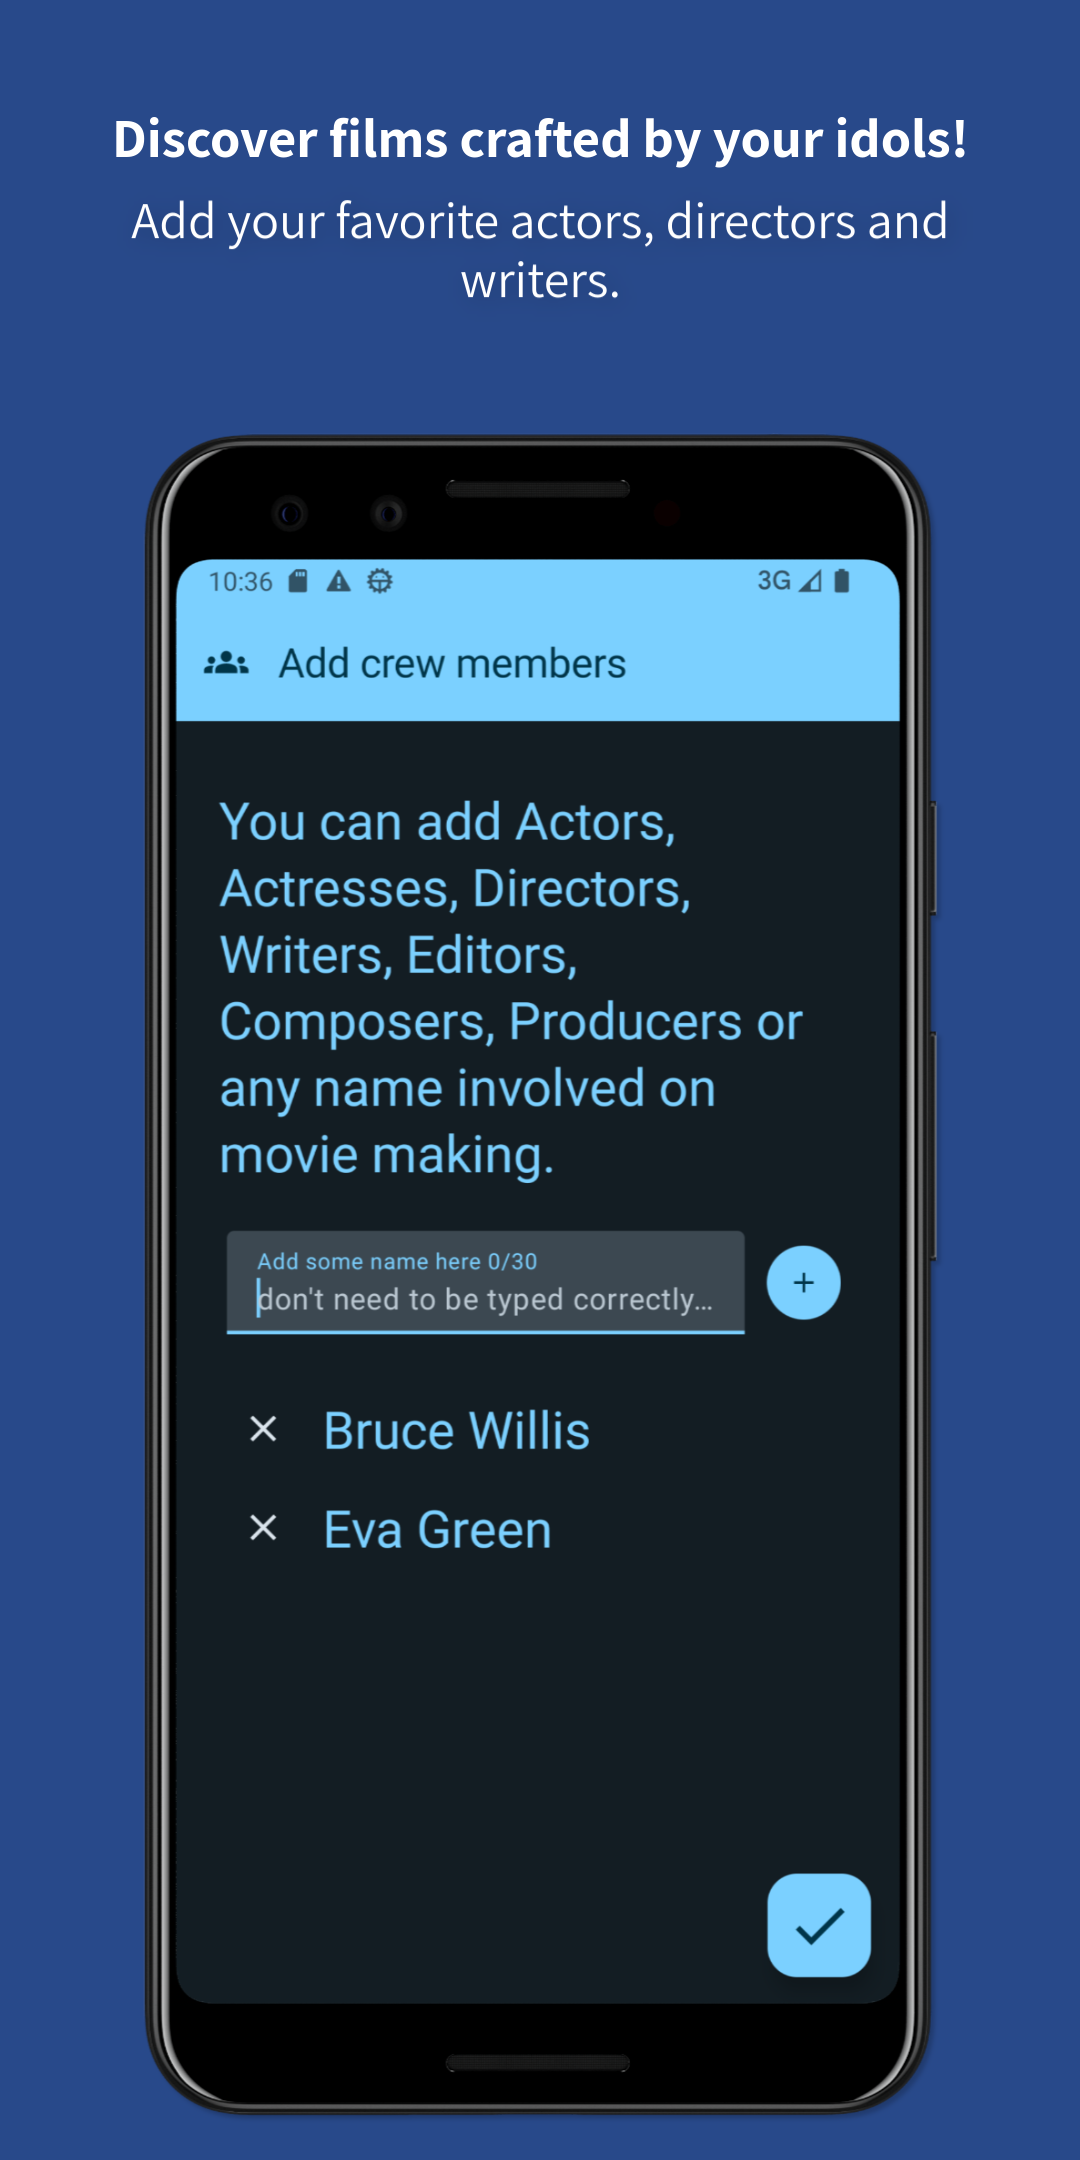 Discover films crafted by your idols!
Add your favorite actors, directors and
writers.
10:36
3G
Add crew members
You can add Actors,
Actresses, Directors,
Writers, Editors,
Composers, Producers or
any name involved on
movie making.
Add some name here 0/30
don't need to be typed correctly...
Bruce Willis
Eva Green